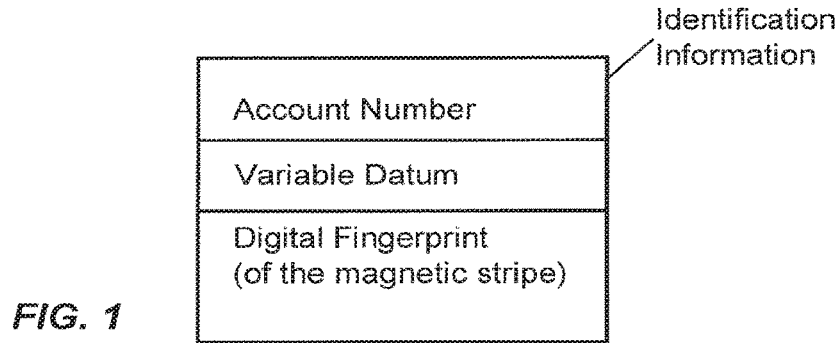 Identification
Information
Account Number
Variable Datum
Digital Fingerprint
(of the magnetic stripe)
FIG. 1